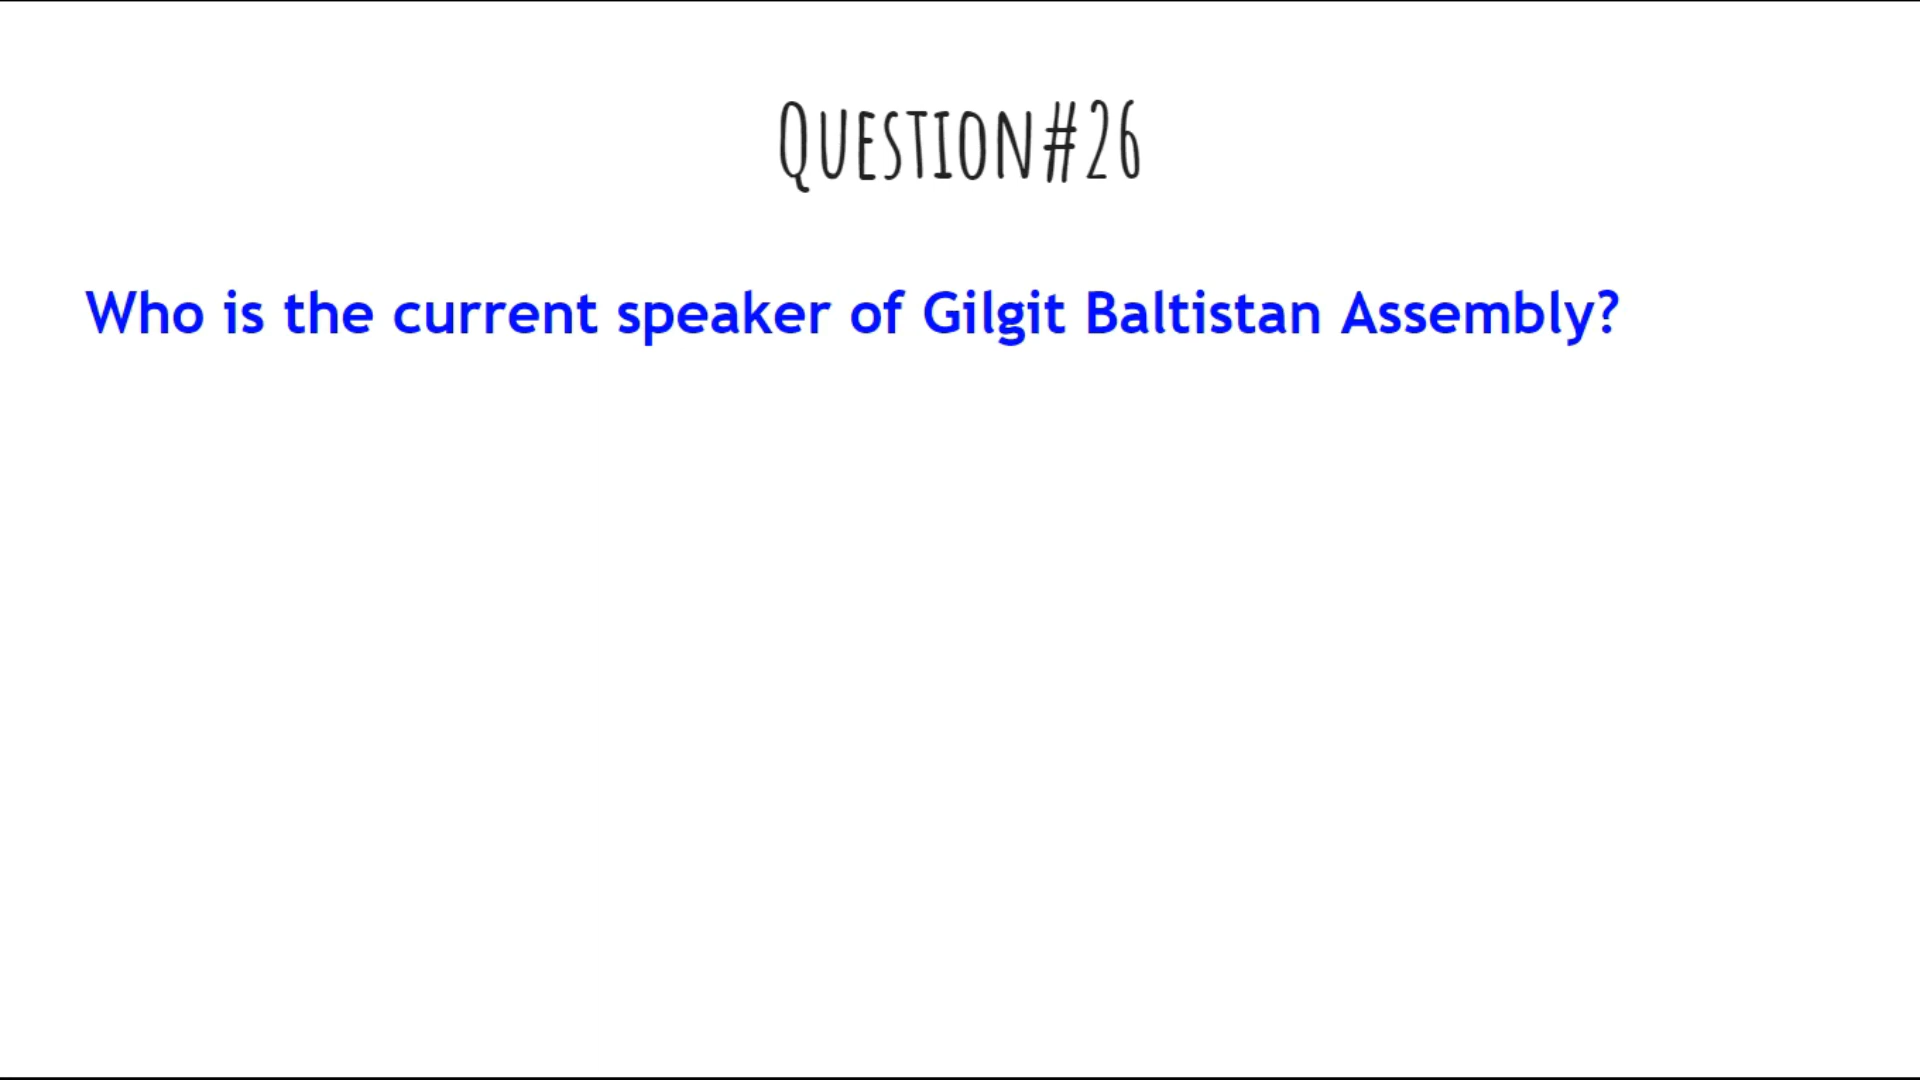 Question#26
Who is the current speaker of Gilgit Baltistan Assembly?